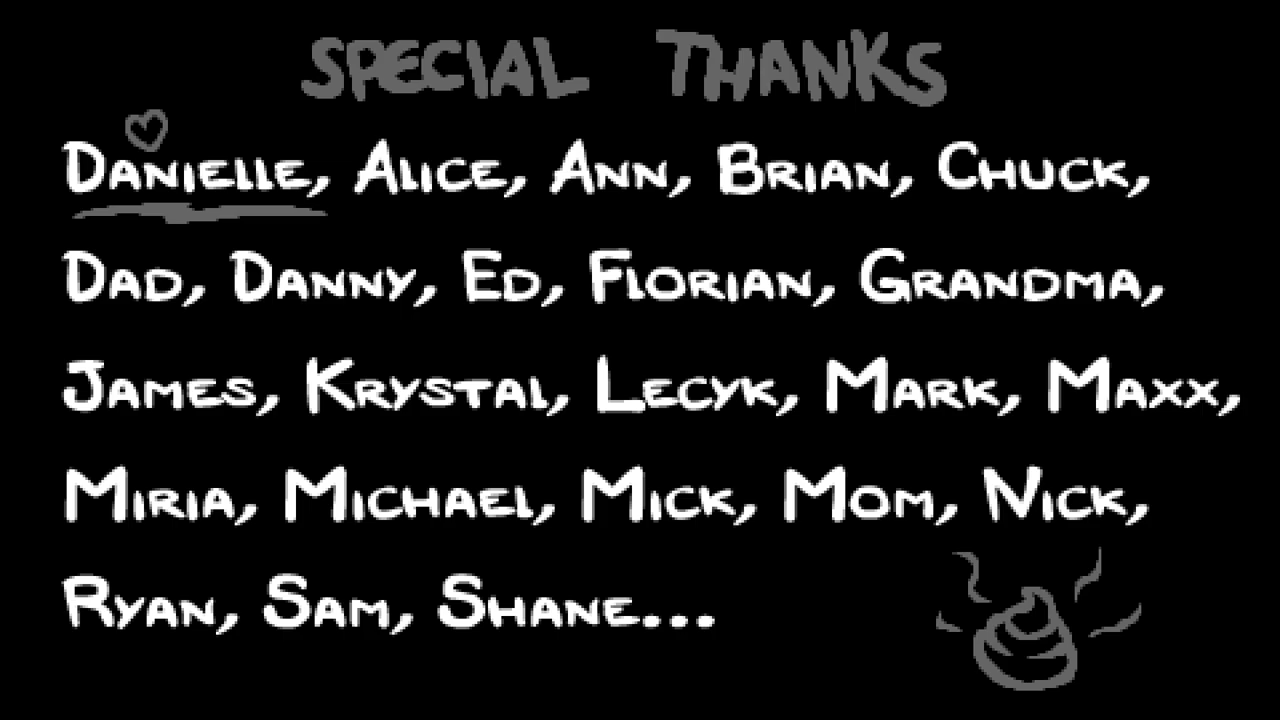 SPECIAL THANKS
DANIELLE, ALICE, ANN, BRIAN, CHUCK,
DAD, DANNY, ED, FLORIAN, GRANDMA,
JAMES, KRYSTAL, LECYK, MARK, MAXX,
MIRIA, MICHAEL, MICK, MOM, NICK,
RYAN, SAM, SHANE...